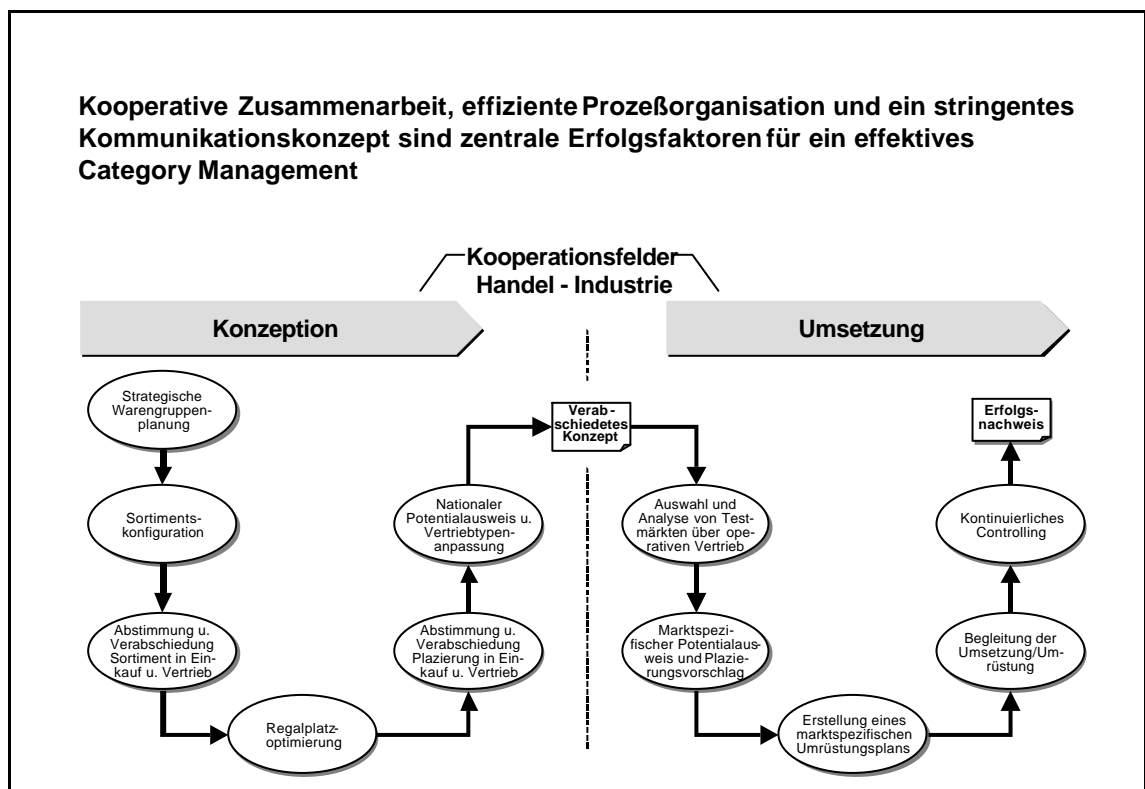 Kooperative Zusammenarbeit, effiziente Prozeßorganisation und ein stringentes
Kommunikationskonzept sind zentrale Erfolgsfaktoren für ein effektives
Category Management
Kooperationsfelder
Handel - Industrie
Konzeption
Umsetzung
Strategische
Warengruppen-
planung
Sortiments-
konfiguration
Abstimmung u.
Verabschiedung
Sortiment in Ein-
kauf u. Vertrieb
Regalplatz-
optimierung
Abstimmung u.
Verabschiedung
Plazierung in Ein-
kauf u. Vertrieb
Nationaler
Potentialausweis u.
Vertriebtypen-
anpassung
Verab-
schiedetes
Konzept
Auswahl und
Analyse von Test-
märkten über ope-
rativen Vertrieb
Marktspezi-
fischer Potentialaus-
weis und Plazie-
rungsvorschlag
Erstellung eines
marktspezifischen
Umrüstungsplans
Begleitung der
Umsetzung/Um-
rüstung
Kontinuierliches
Controlling
Erfolgs-
nachweis